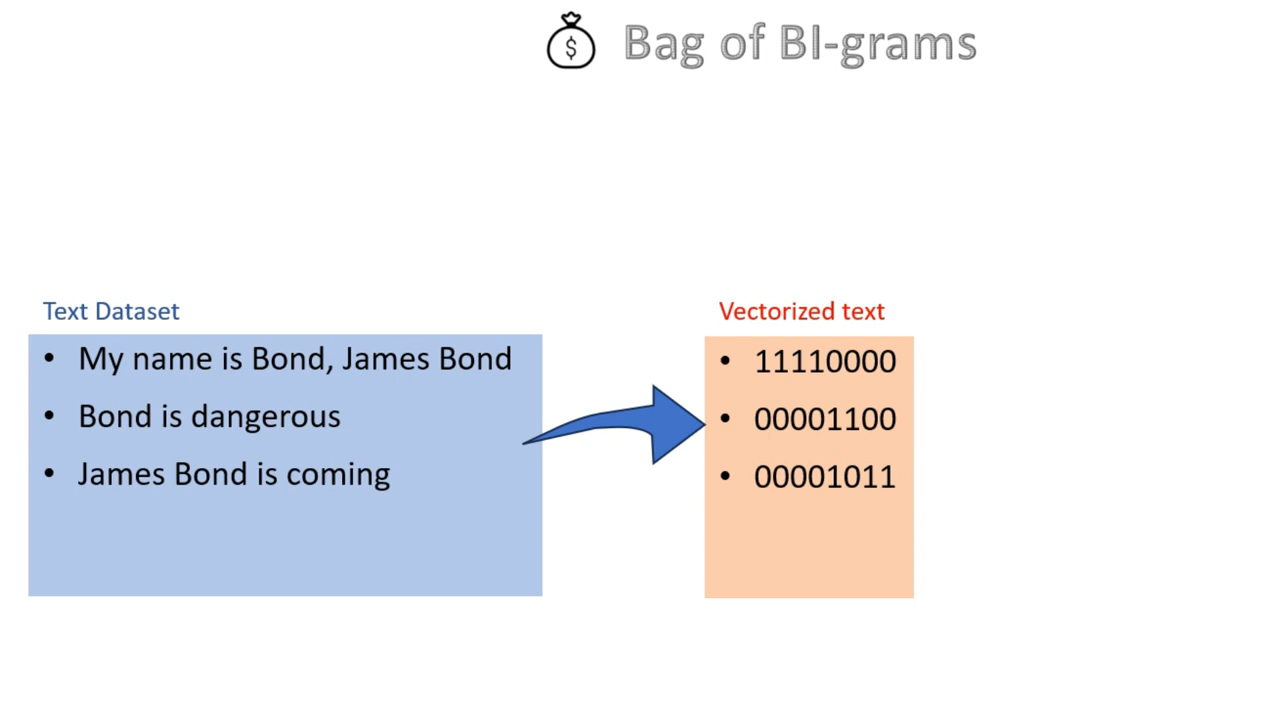 $ Bag of BI-grams
Text Dataset
• My name is Bond, James Bond
• Bond is dangerous
• James Bond is coming
Vectorized text
• 11110000
• 00001100
• 00001011